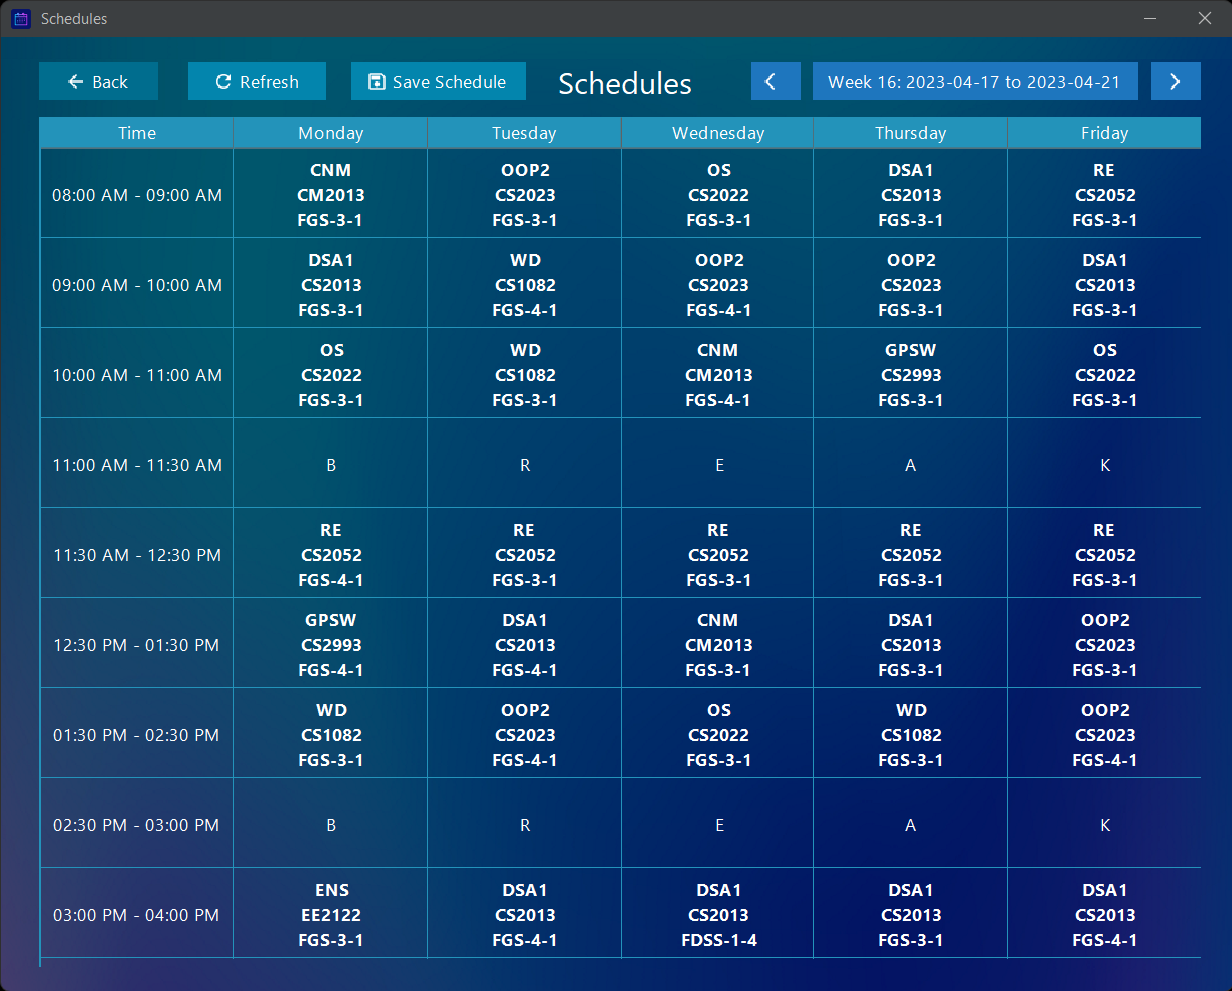 Schedules
Back
Refresh
Save Schedule
Schedules
Week 16: 2023-04-17 to 2023-04-21
Time Monday Tuesday Wednesday Thursday Friday
CNM OOP2 OS DSA1 RE
08:00 AM - 09:00 AM CM2013 CS2023 CS2022 CS2013 CS2052
FGS-3-1 FGS-3-1 FGS-3-1 FGS-3-1 FGS-3-1
DSA1 WD OOP2 OOP2 DSA1
09:00 AM - 10:00 AM CS2013 CS1082 CS2023 CS2023 CS2013
FGS-3-1 FGS-4-1 FGS-4-1 FGS-3-1 FGS-3-1
OS WD CNM GPSW OS
10:00 AM - 11:00 AM CS2022 CS1082 CM2013 CS2993 CS2022
FGS-3-1 FGS-3-1 FGS-4-1 FGS-3-1 FGS-3-1
11:00 AM - 11:30 AM B R E A K
RE RE RE RE RE
11:30 AM - 12:30 PM CS2052 CS2052 CS2052 CS2052 CS2052
FGS-4-1 FGS-3-1 FGS-3-1 FGS-3-1 FGS-3-1
GPSW DSA1 CNM DSA1 OOP2
12:30 PM - 01:30 PM CS2993 CS2013 CM2013 CS2013 CS2023
FGS-4-1 FGS-4-1 FGS-3-1 FGS-3-1 FGS-3-1
WD OOP2 OS WD OOP2
01:30 PM - 02:30 PM CS1082 CS2023 CS2022 CS1082 CS2023
FGS-3-1 FGS-4-1 FGS-3-1 FGS-3-1 FGS-4-1
02:30 PM - 03:00 PM B R E A K
ENS DSA1 DSA1 DSA1 DSA1
03:00 PM - 04:00 PM EE2122 CS2013 CS2013 CS2013 CS2013
FGS-3-1 FGS-4-1 FDSS-1-4 FGS-3-1 FGS-4-1